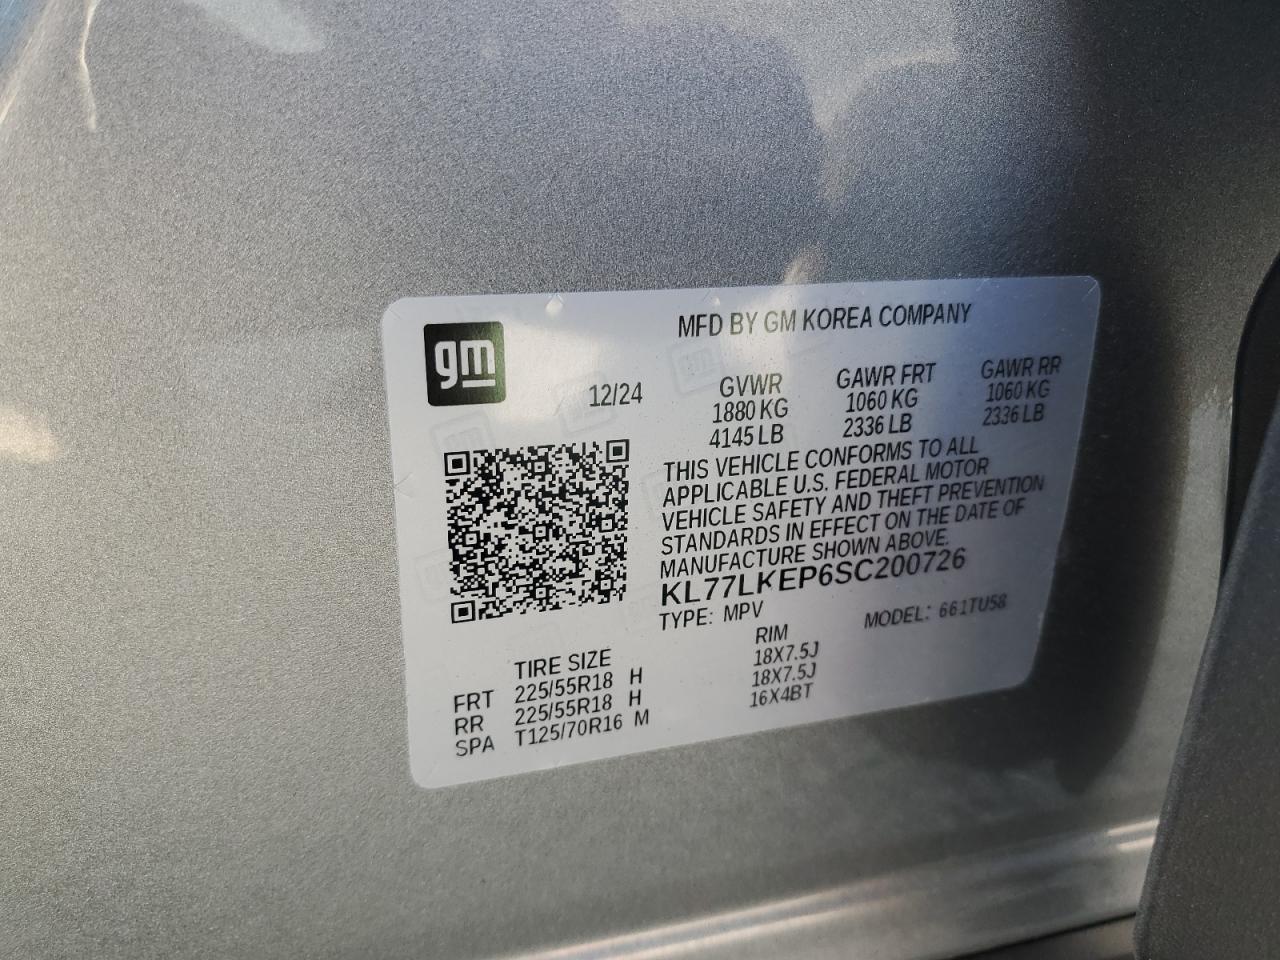 gm
MFD BY GM KOREA COMPANY
12/24
GVWR
1880 KG
4145 LB
GAWR FRT
1060 KG
2336 LB
GAWR RR
1060 KG
2336 LB
THIS VEHICLE CONFORMS TO ALL
APPLICABLE U.S. FEDERAL MOTOR
VEHICLE SAFETY AND THEFT PREVENTION
STANDARDS IN EFFECT ON THE DATE OF
MANUFACTURE SHOWN ABOVE.
KL77LKEP6SC200726
TYPE: MPV MODEL: 661TU58
TIRE SIZE RIM
FRT 225/55R18 H 18X7.5J
RR 225/55R18 H 18X7.5J
SPA T125/70R16 M 16X4BT